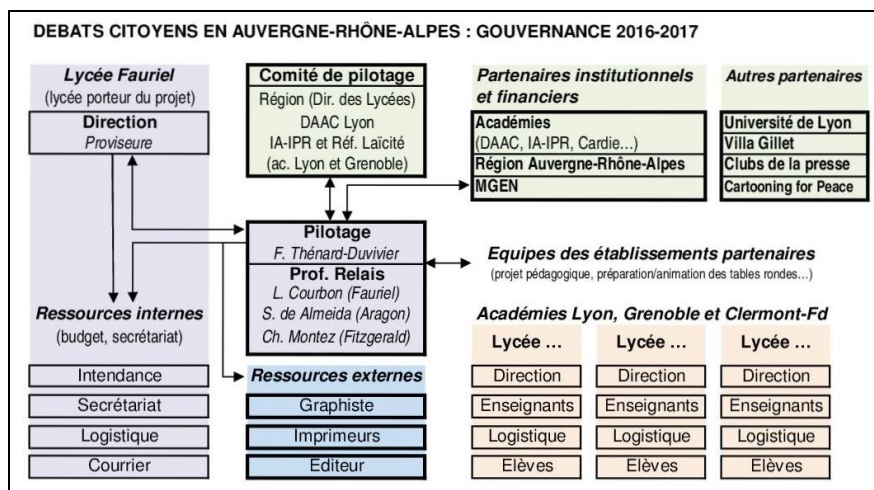 DEBATS CITOYENS EN AUVERGNE-RHÔNE-ALPES : GOUVERNANCE 2016-2017
Lycée Fauriel
(lycée porteur du projet)
Direction
Proviseure
Ressources internes
(budget, secrétariat)
Intendance
Secrétariat
Logistique
Courrier
Comité de pilotage
Région (Dir. des Lycées)
DAAC Lyon
IA-IPR et Réf. Laïcité
(ac. Lyon et Grenoble)
Pilotage
F. Thénard-Duvivier
Prof. Relais
L. Courbon (Fauriel)
S. de Almeida (Aragon)
Ch. Montez (Fitzgerald)
Ressources externes
Graphiste
Imprimeurs
Editeur
Partenaires institutionnels
et financiers
Académies
(DAAC, IA-IPR, Cardie…)
Région Auvergne-Rhône-Alpes
MGEN
Autres partenaires
Université de Lyon
Villa Gillet
Clubs de la presse
Cartooning for Peace
Equipes des établissements partenaires
(projet pédagogique, préparation/animation des tables rondes…)
Académies Lyon, Grenoble et Clermont-Fd
Lycée …
Direction
Enseignants
Logistique
Elèves
Lycée …
Direction
Enseignants
Logistique
Elèves
Lycée …
Direction
Enseignants
Logistique
Elèves